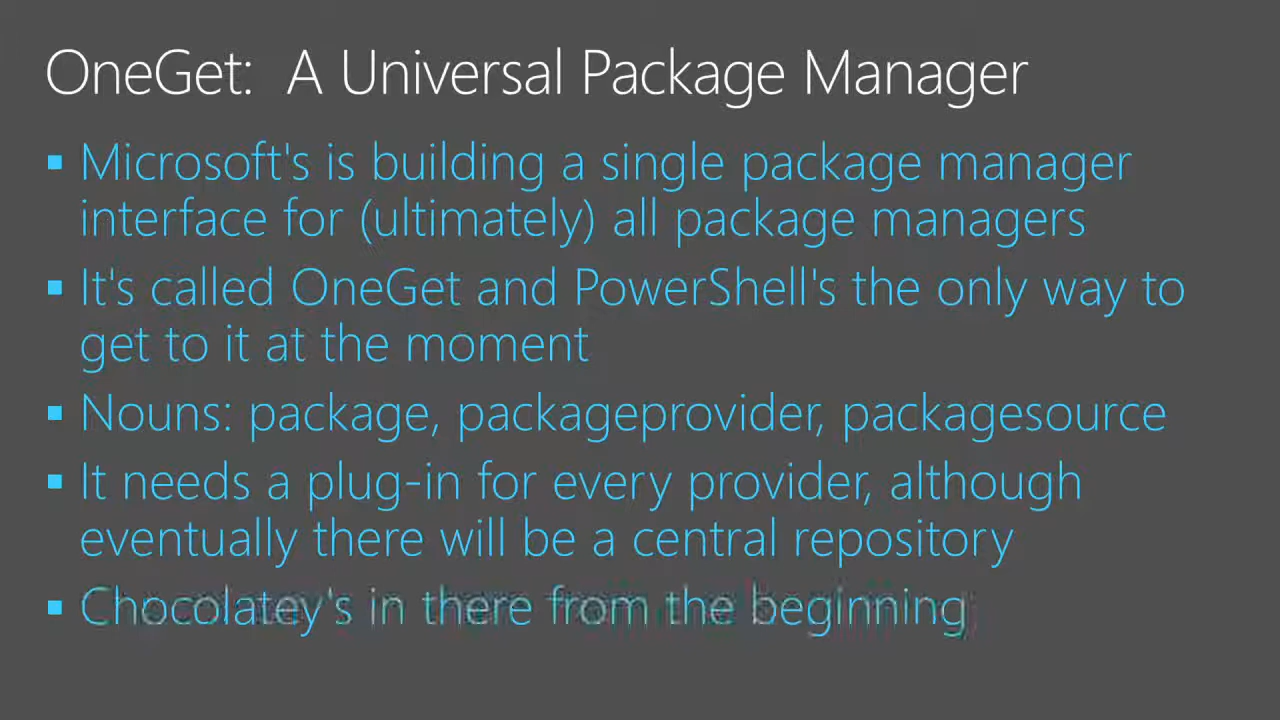 OneGet: A Universal Package Manager
▪ Microsoft's is building a single package manager
interface for (ultimately) all package managers
▪ It's called OneGet and PowerShell's the only way to
get to it at the moment
▪ Nouns: package, packageprovider, packagesource
▪ It needs a plug-in for every provider, although
eventually there will be a central repository
▪ Chocolatey's in there from the beginning